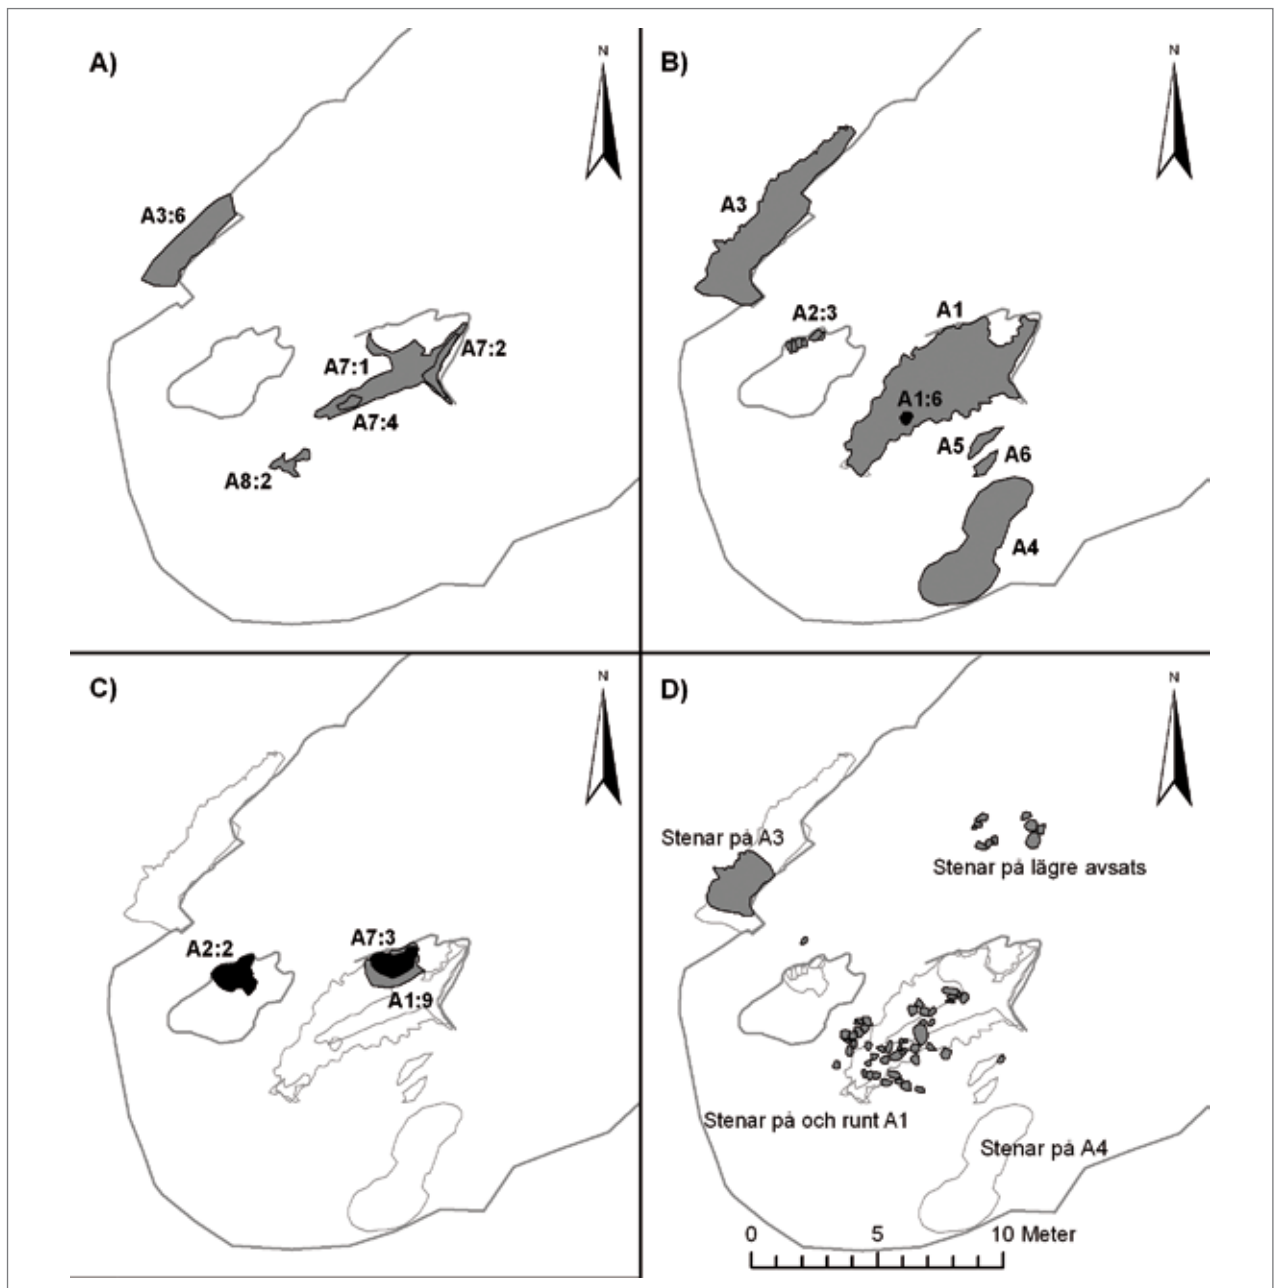 A)
N
A3:6
A7:1
A7:2
A7:4
A8:2
B)
N
A3
A2:3
A1
A1:6
A5
A6
A4
C)
N
A2:2
A7:3
A1:9
D)
N
Stenar på A3
Stenar på lägre avsats
Stenar på och runt A1
Stenar på A4
0 5 10 Meter